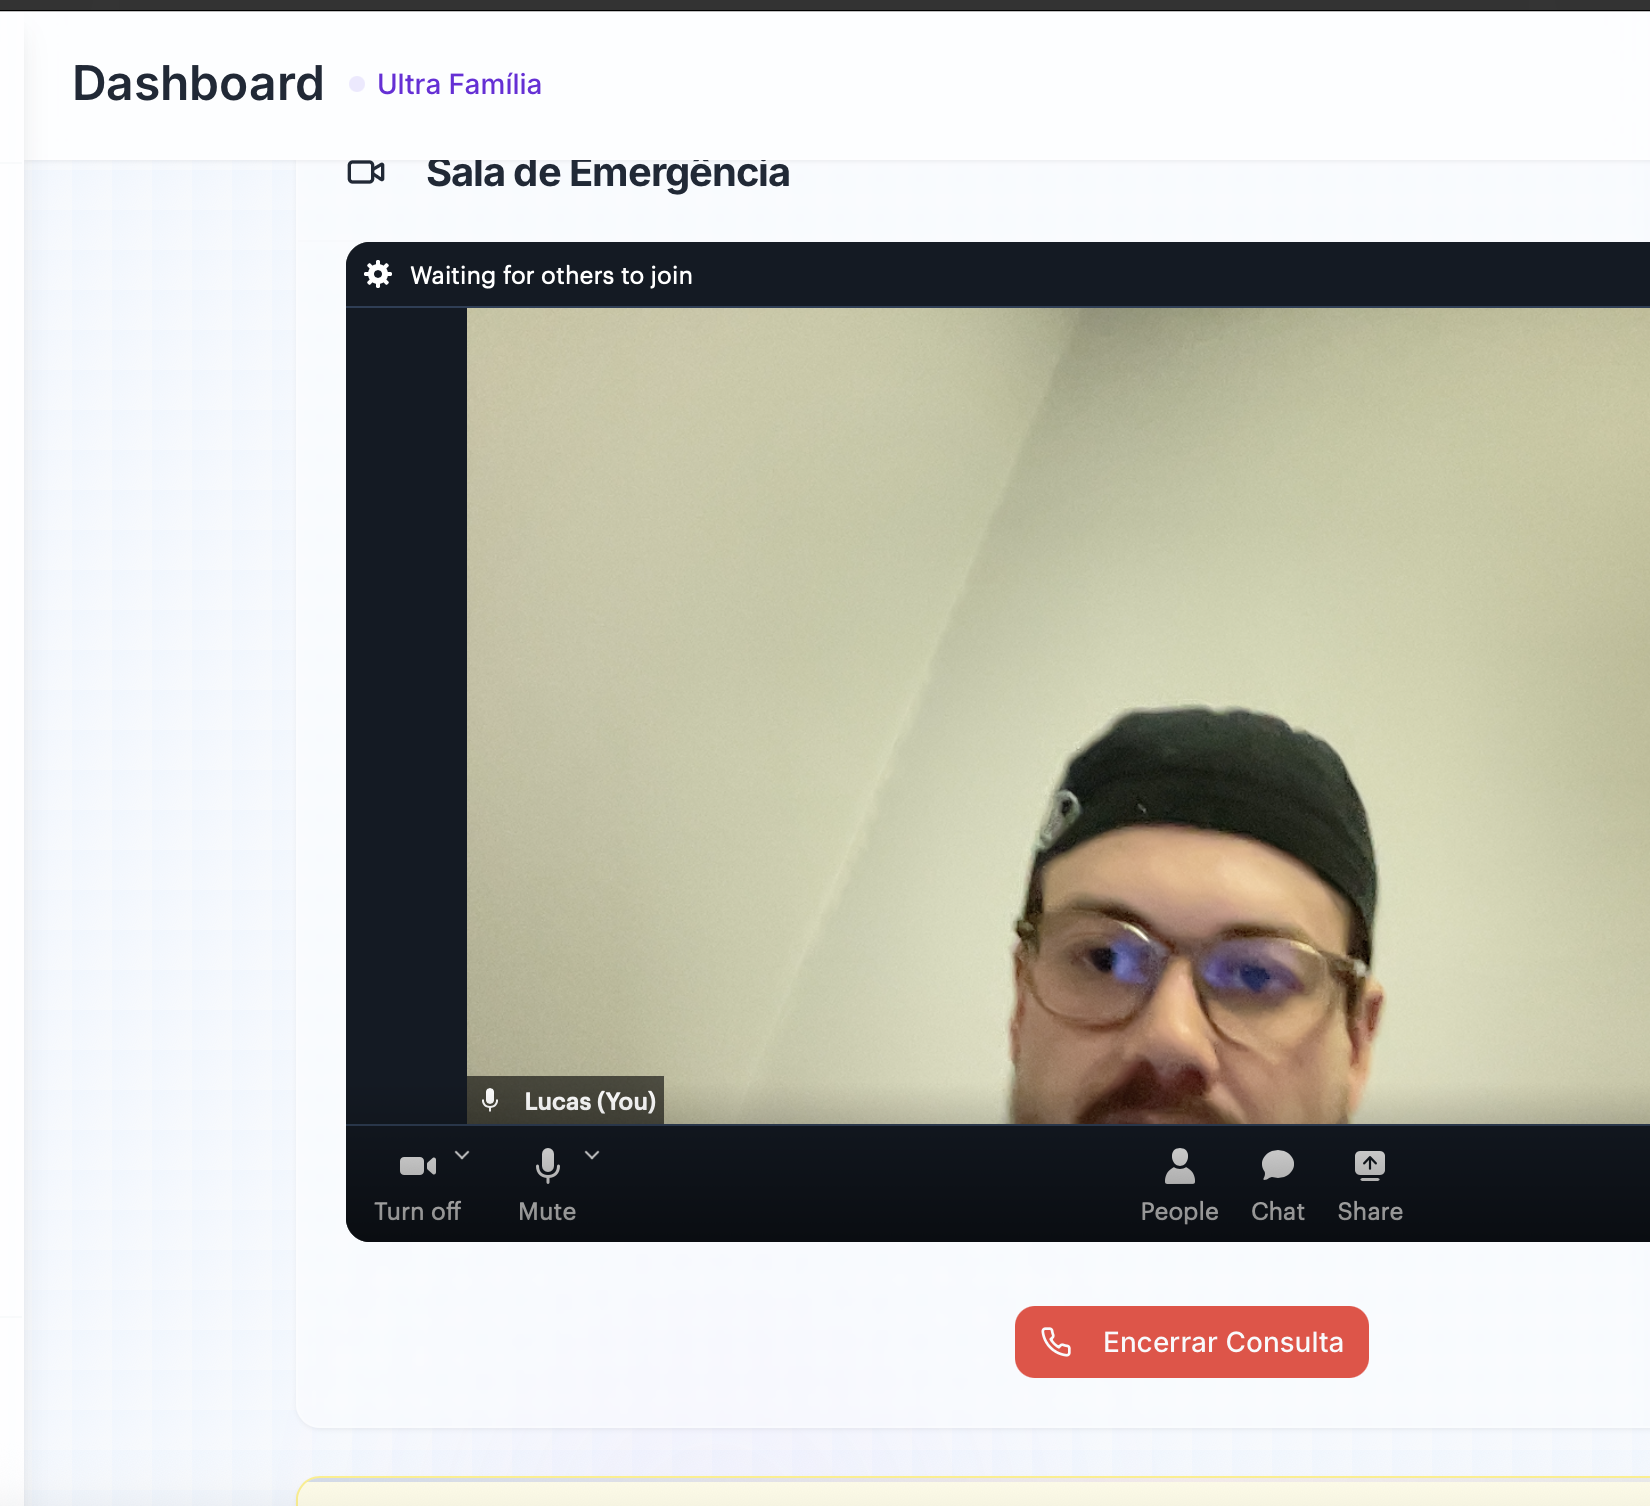 Dashboard Ultra Família
Sala de Emergência
Waiting for others to join
Lucas (You)
Turn off Mute People Chat Share
Encerrar Consulta